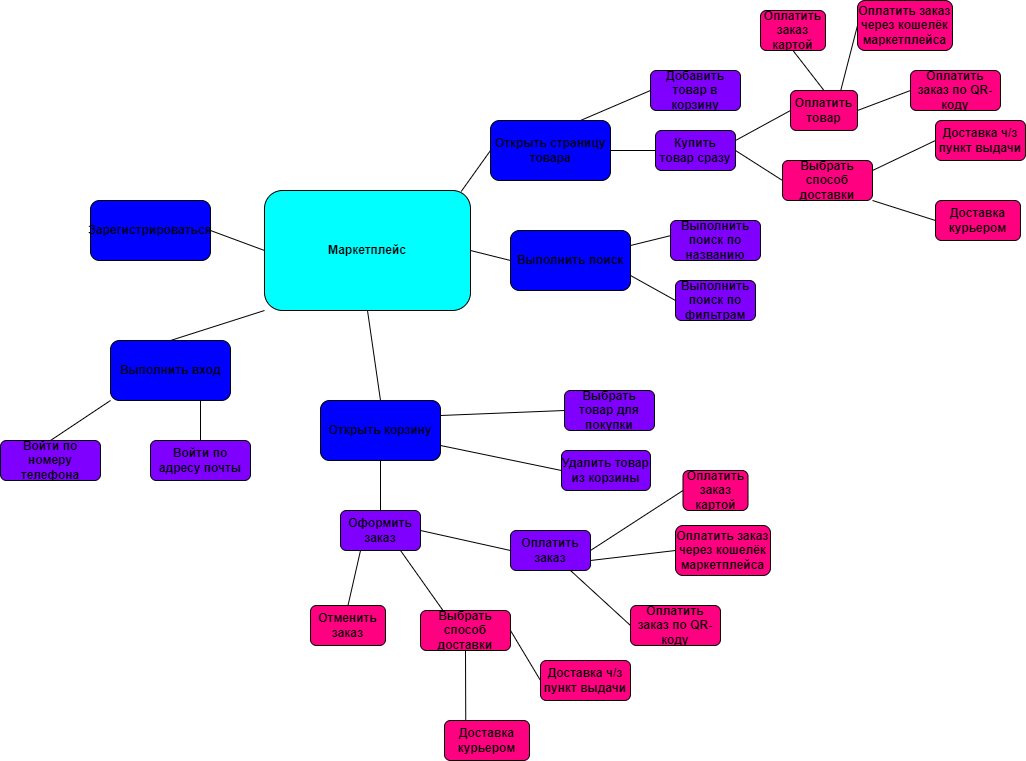 Оплатить
заказ
картой
Оплатить заказ
через кошелёк
маркетплейса
Добавить
товар в
корзину
Оплатить
товар
Оплатить
заказ по QR-
коду
Открыть страницу
товара
Купить
товар сразу
Доставка ч/з
пункт выдачи
Выбрать
способ
доставки
Доставка
курьером
Зарегистрироваться
Маркетплейс
Выполнить поиск
Выполнить
поиск по
названию
Выполнить
поиск по
фильтрам
Выполнить вход
Войти по
номеру
телефона
Войти по
адресу почты
Открыть корзину
Выбрать
товар для
покупки
Удалить товар
из корзины
Оформить
заказ
Оплатить
заказ
Оплатить
заказ
картой
Оплатить заказ
через кошелёк
маркетплейса
Оплатить
заказ по QR-
коду
Отменить
заказ
Выбрать
способ
доставки
Доставка ч/з
пункт выдачи
Доставка
курьером